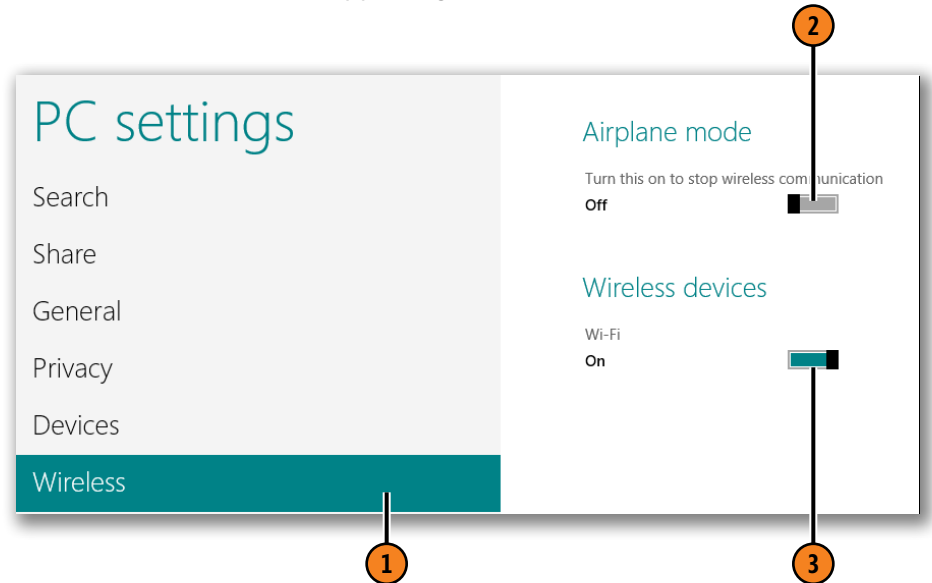 2
PC settings
Search
Share
General
Privacy
Devices
Wireless
Airplane mode
Turn this on to stop wireless communication
Off
Wireless devices
Wi-Fi
On
1
3